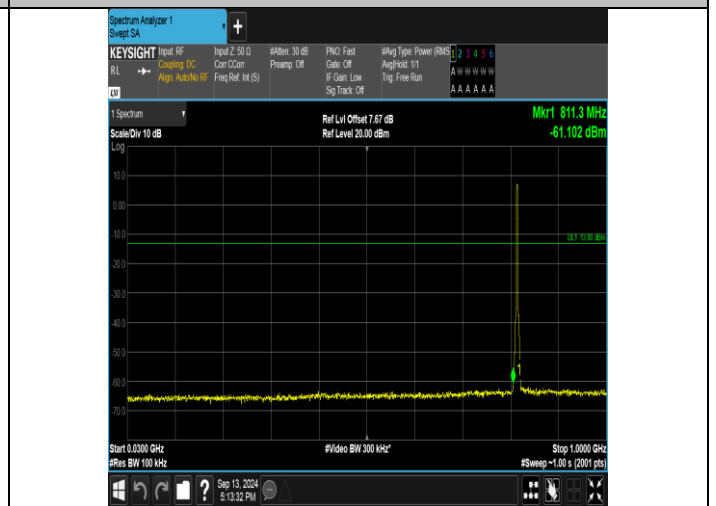 Spectrum Analyzer 1
Swept SA
+
KEYSIGHT Input: RF Input Z: 50 Ω #Atten: 30 dB PNO: Fast #Avg Type: Power (RMS 1 2 3 4 5 6
RL Coupling: DC Corr CCorr Preamp: Off Gate: Off Avg|Hold: 1/1 A W W W W W
Align: Auto/No RF Freq Ref: Int (S) IF Gain: Low Trig: Free Run
Sig Track: Off A A A A A A
LXI
1 Spectrum Ref Lvl Offset 7.67 dB Mkr1 811.3 MHz
Scale/Div 10 dB Ref Level 20.00 dBm -61.102 dBm
Log
10.0
0.00
-10.0
DL1 -13.00 dBm
-20.0
-30.0
-40.0
-50.0
1
-60.0
-70.0
Start 0.0300 GHz #Video BW 300 kHz* Stop 1.0000 GHz
#Res BW 100 kHz #Sweep ~1.00 s (2001 pts)
? Sep 13, 2024
5:13:32 PM